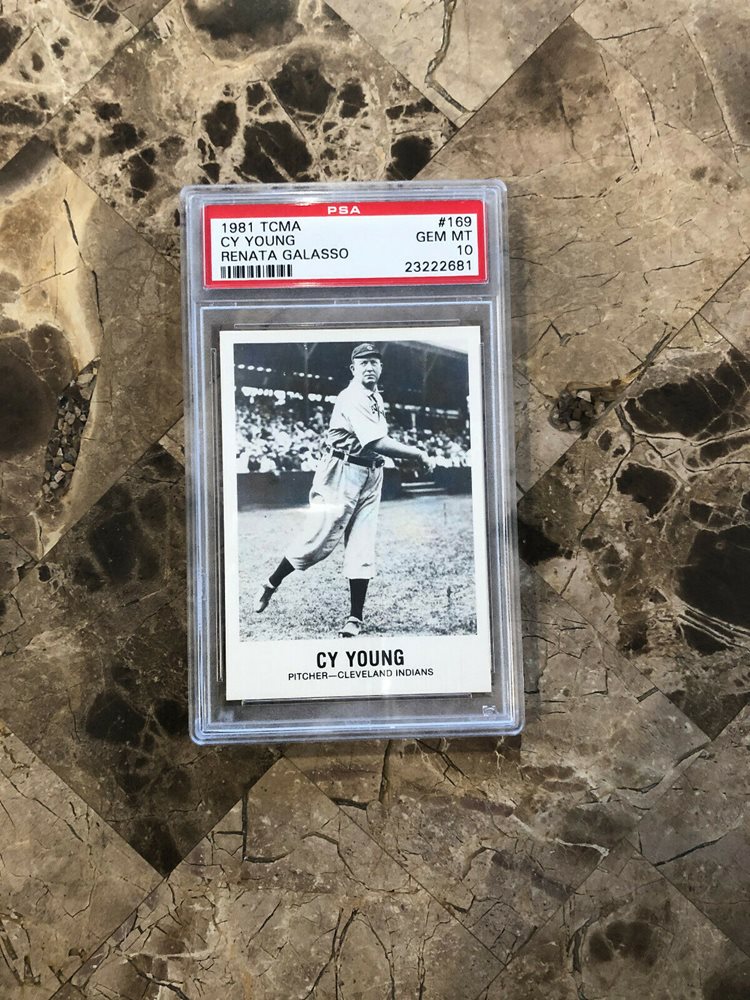 PSA
1981 TCMA #169
CY YOUNG GEM MT
RENATA GALASSO 10
23222681
CY YOUNG
PITCHER—CLEVELAND INDIANS